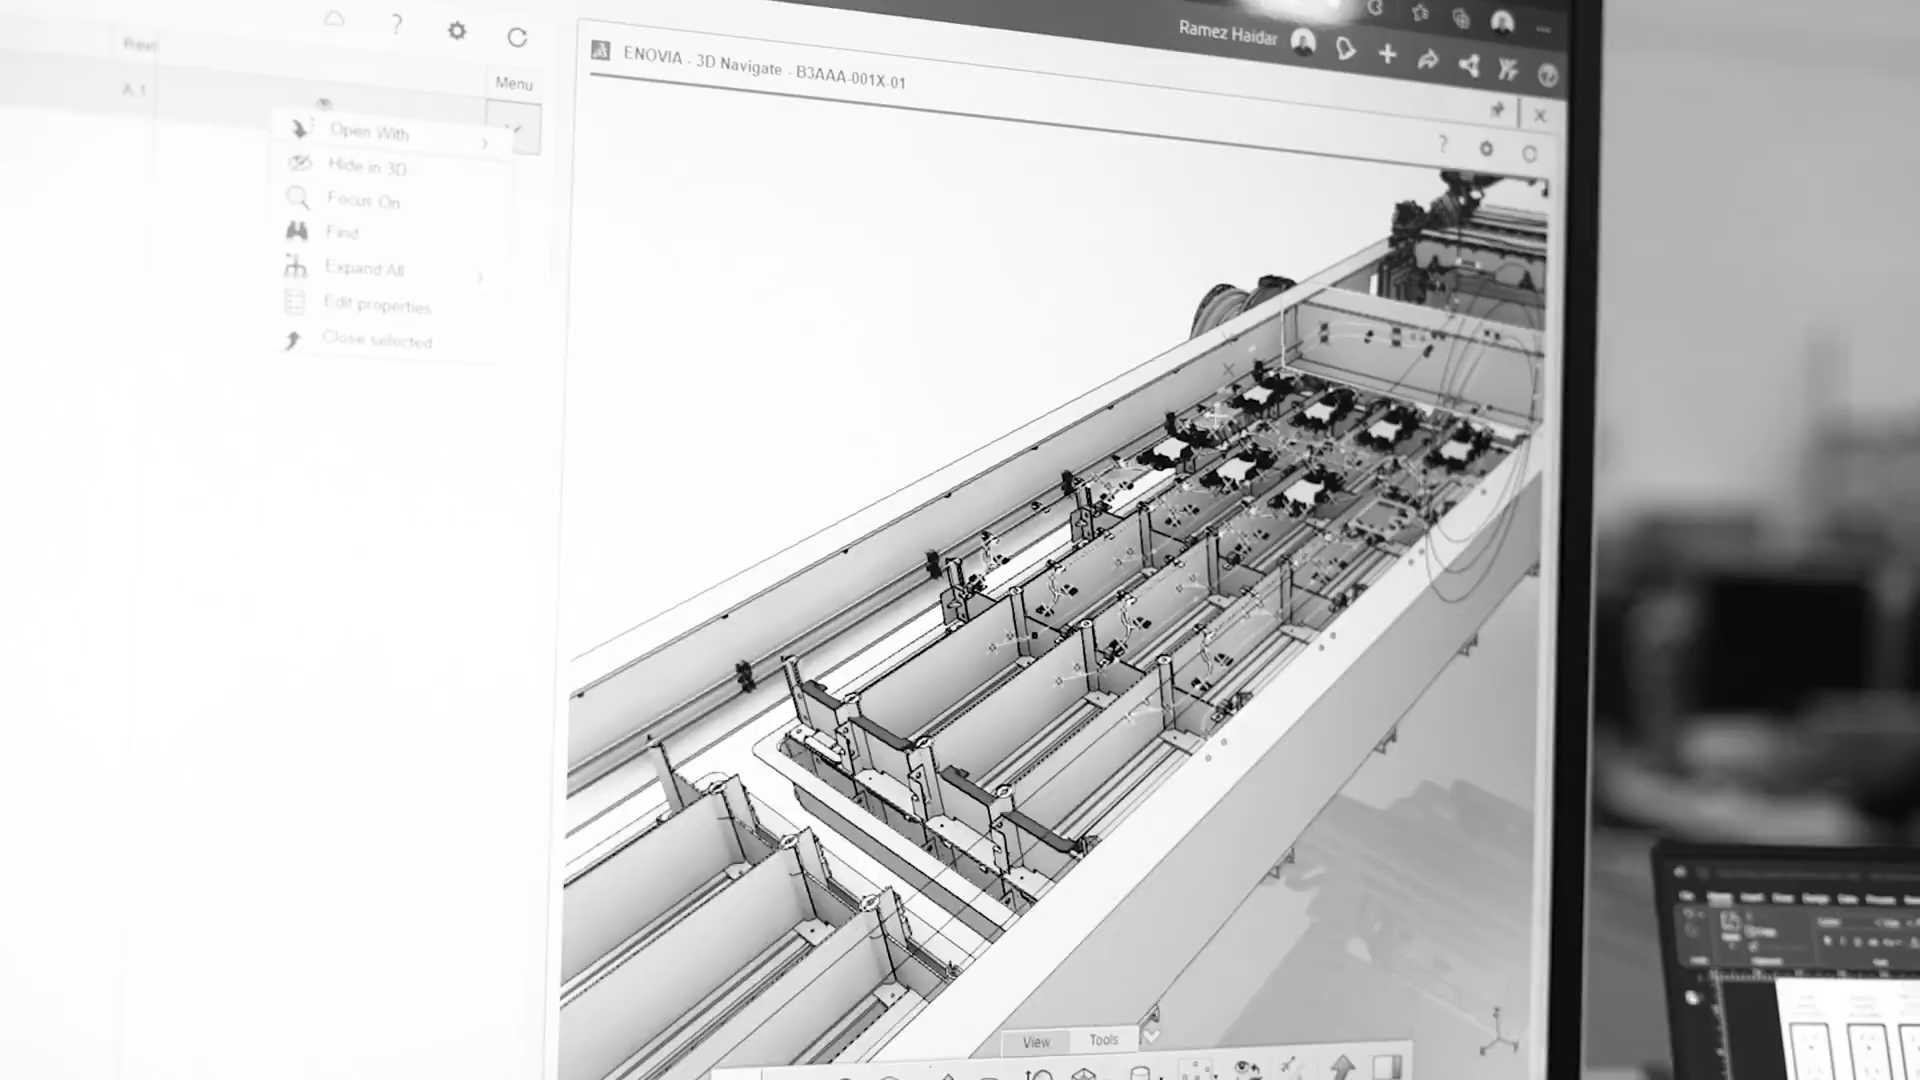 Ramez Haidar
ENOVIA - 3D Navigate - B3AAA-001X-01
Menu
A.1
Open With
Hide in 3D
Focus On
Find
Expand All
Edit properties
Close selected
View
Tools